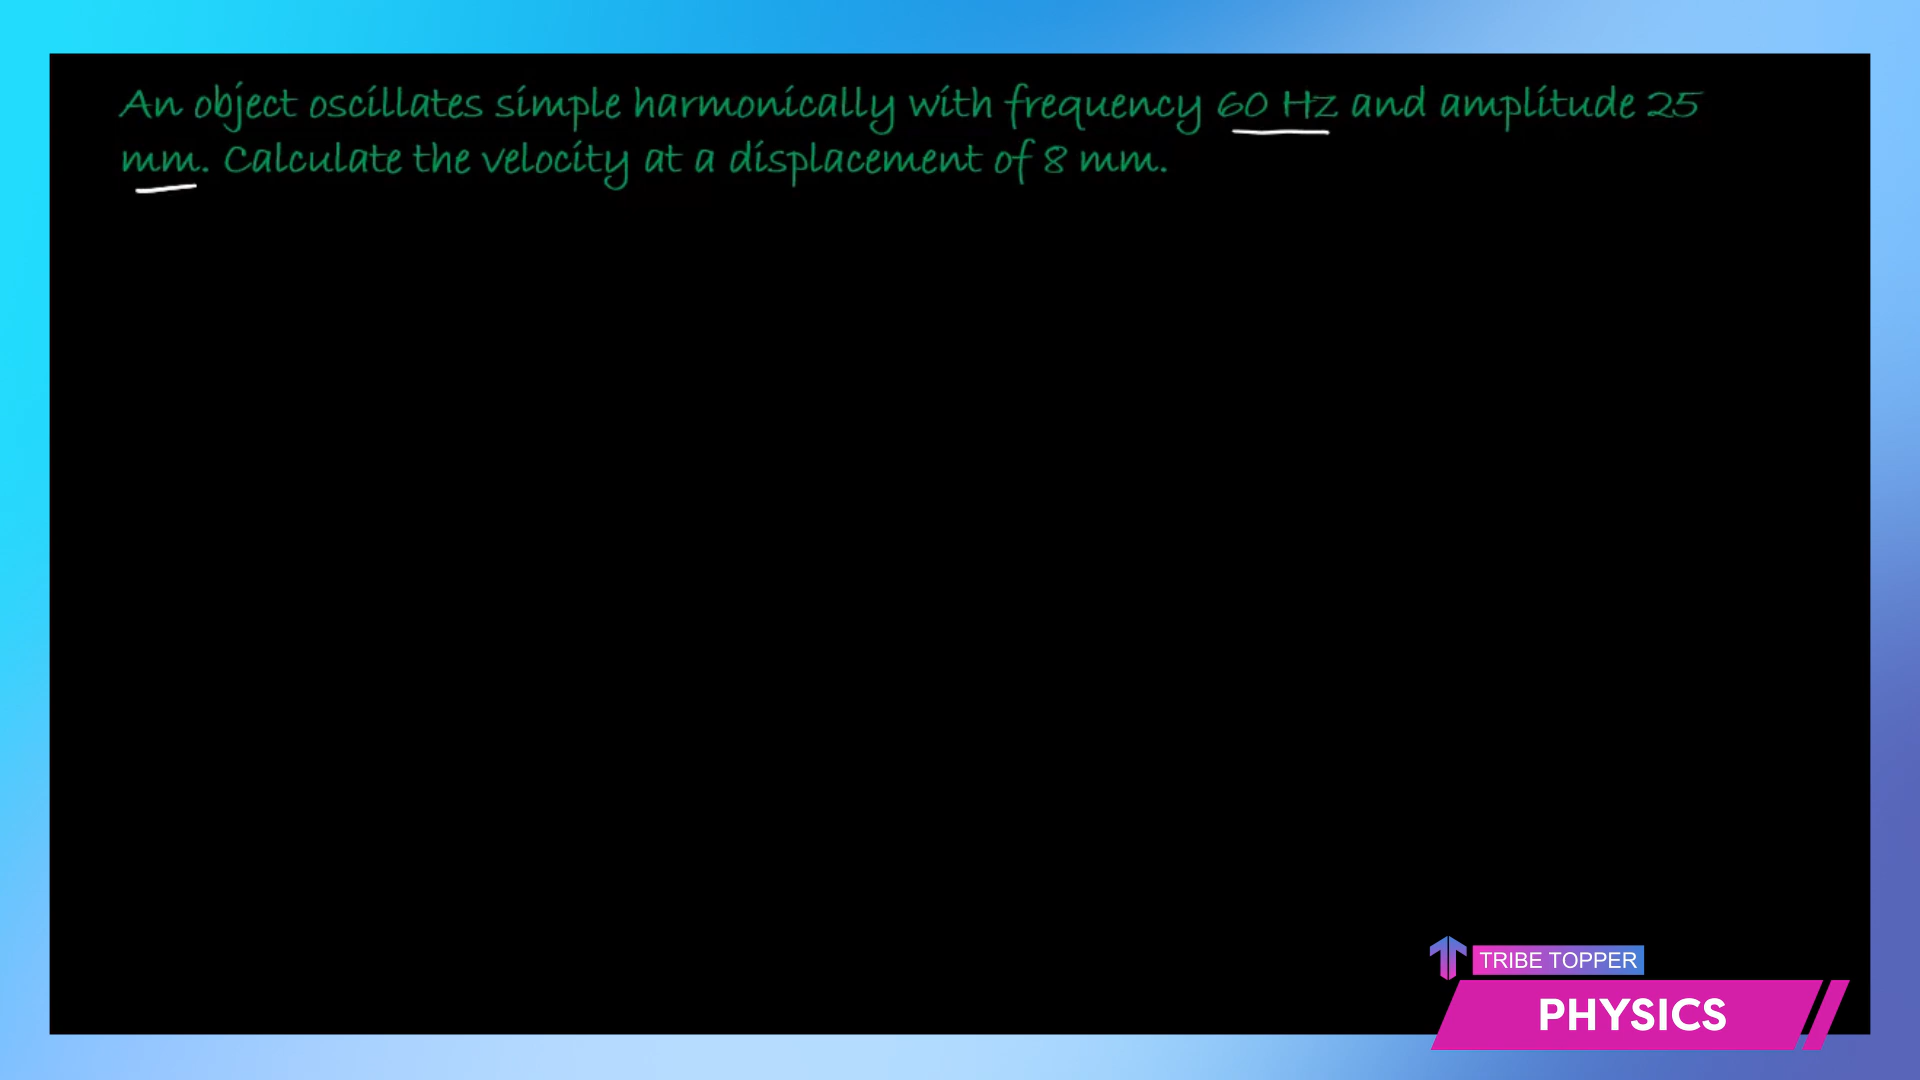 An object oscillates simple harmonically with frequency 60 Hz and amplitude 25
mm. Calculate the velocity at a displacement of 8 mm.
TRIBE TOPPER
PHYSICS